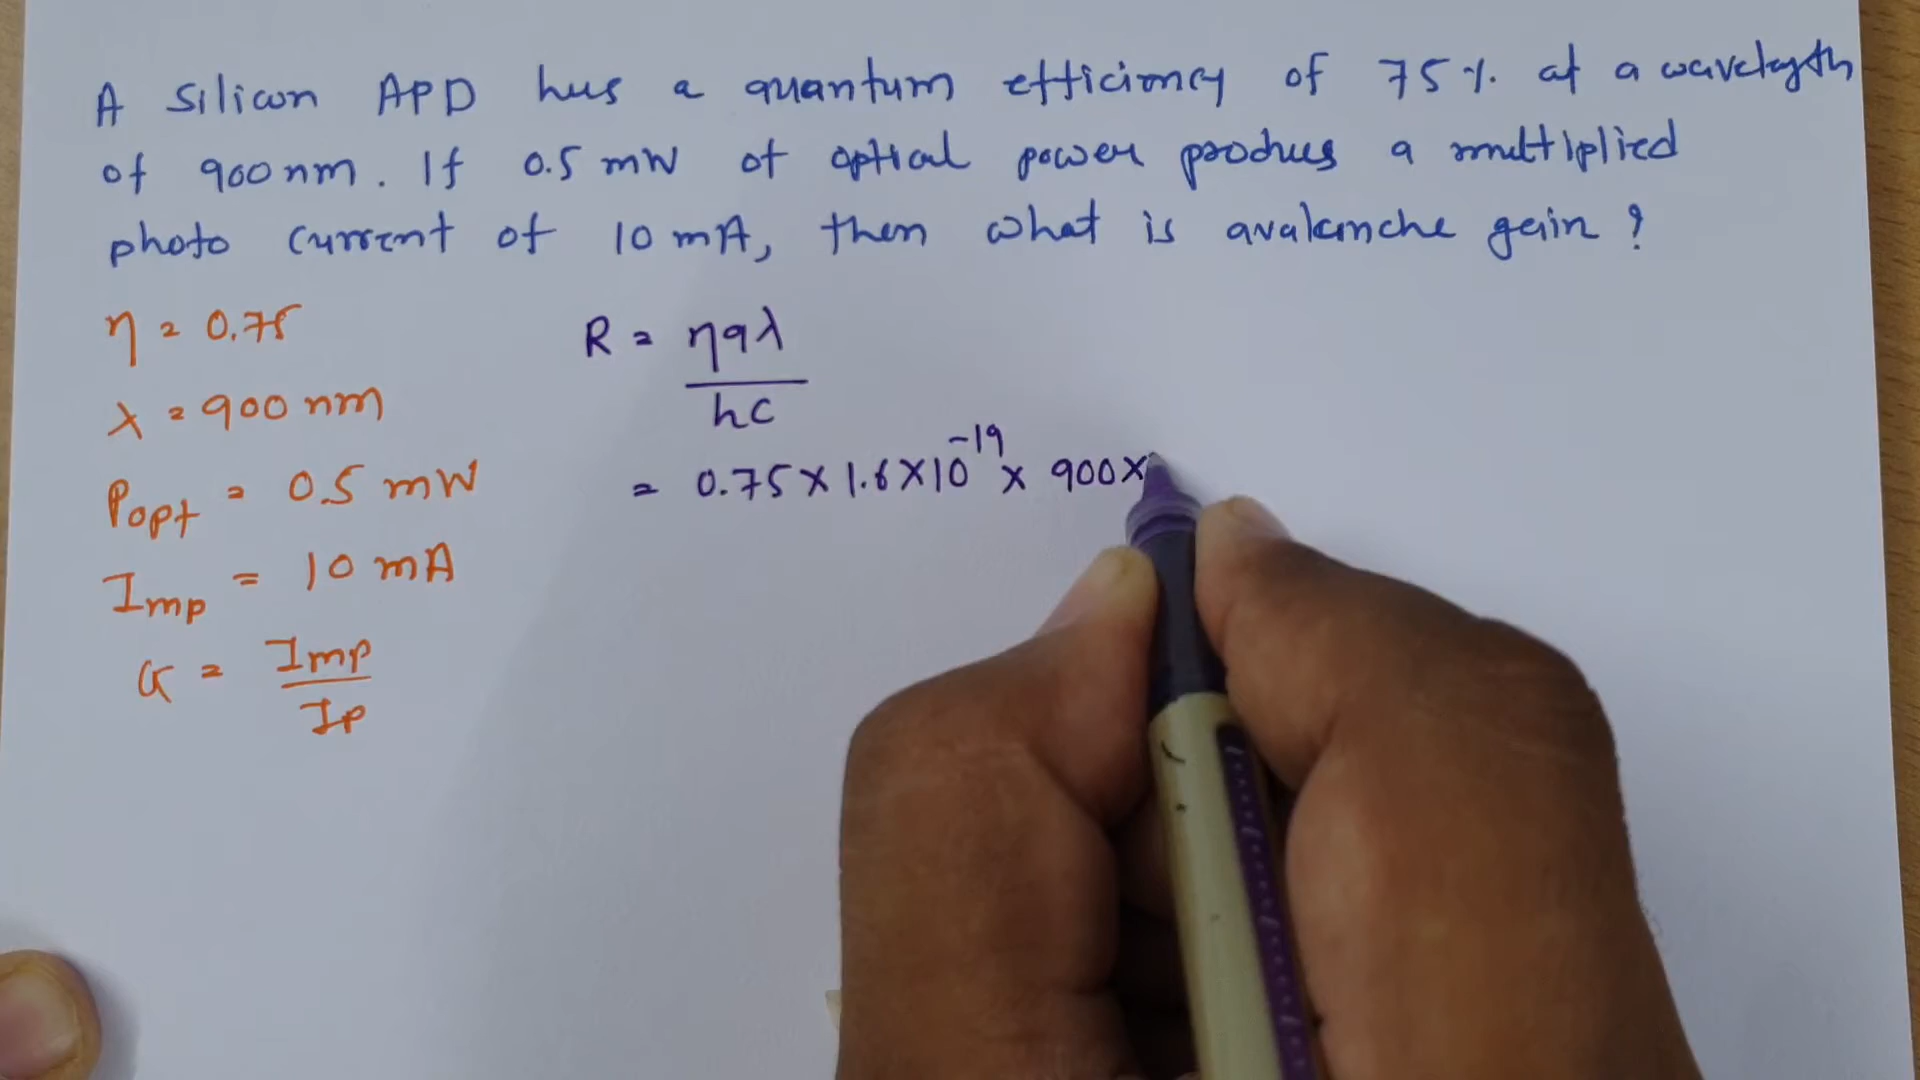 A Silicon APD has a quantum efficiency of 75% at a wavelength
of 900nm. If 0.5 mW of optical power produces a multiplied
photo current of 10 mA, then what is avalanche gain?
η = 0.75
λ = 900 nm
Popt = 0.5 mW
Imp = 10 mA
G = Imp
Ip
R = ηqλ
hc
= 0.75 × 1.6 × 10^-19 × 900 ×